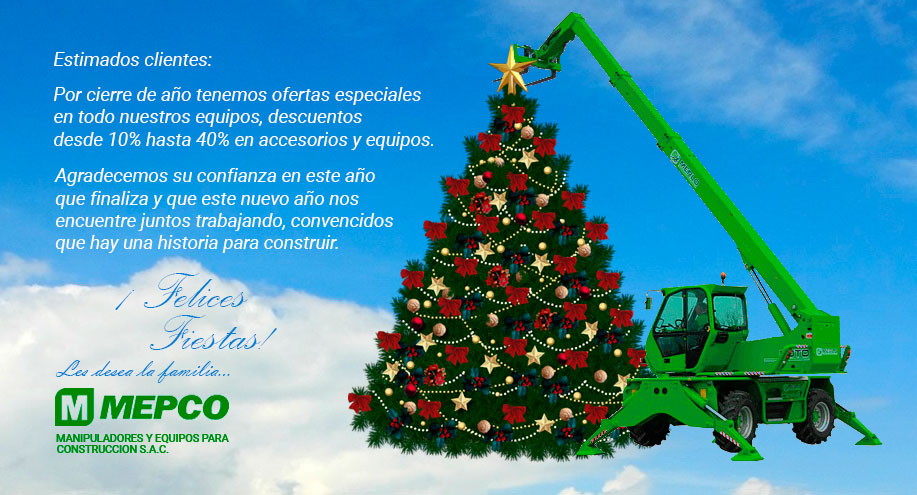 Estimados clientes:
Por cierre de año tenemos ofertas especiales
en todo nuestros equipos, descuentos
desde 10% hasta 40% en accesorios y equipos.
Agradecemos su confianza en este año
que finaliza y que este nuevo año nos
encuentre juntos trabajando, convencidos
que hay una historia para construir.
¡ Felices
Fiestas!
Les desea la familia...
M MEPCO
MANIPULADORES Y EQUIPOS PARA
CONSTRUCCION S.A.C.
MERLO